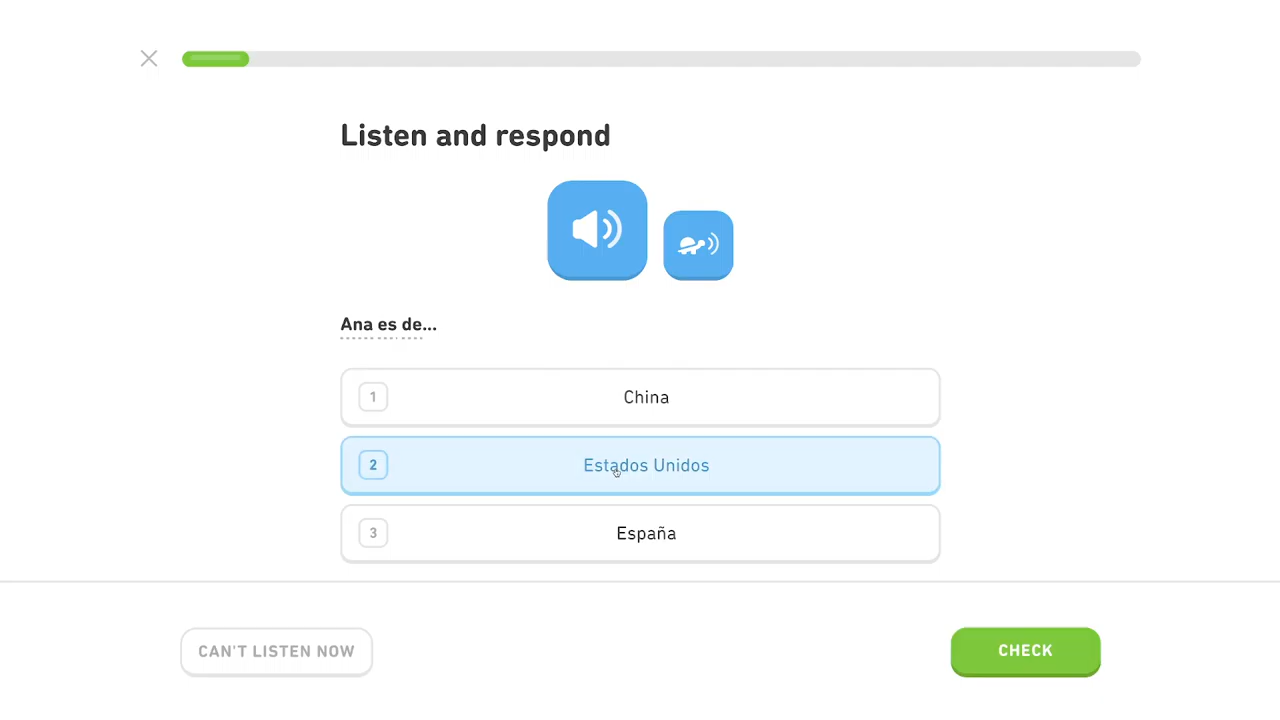 Listen and respond
Ana es de...
1 China
2 Estados Unidos
3 España
CAN'T LISTEN NOW
CHECK